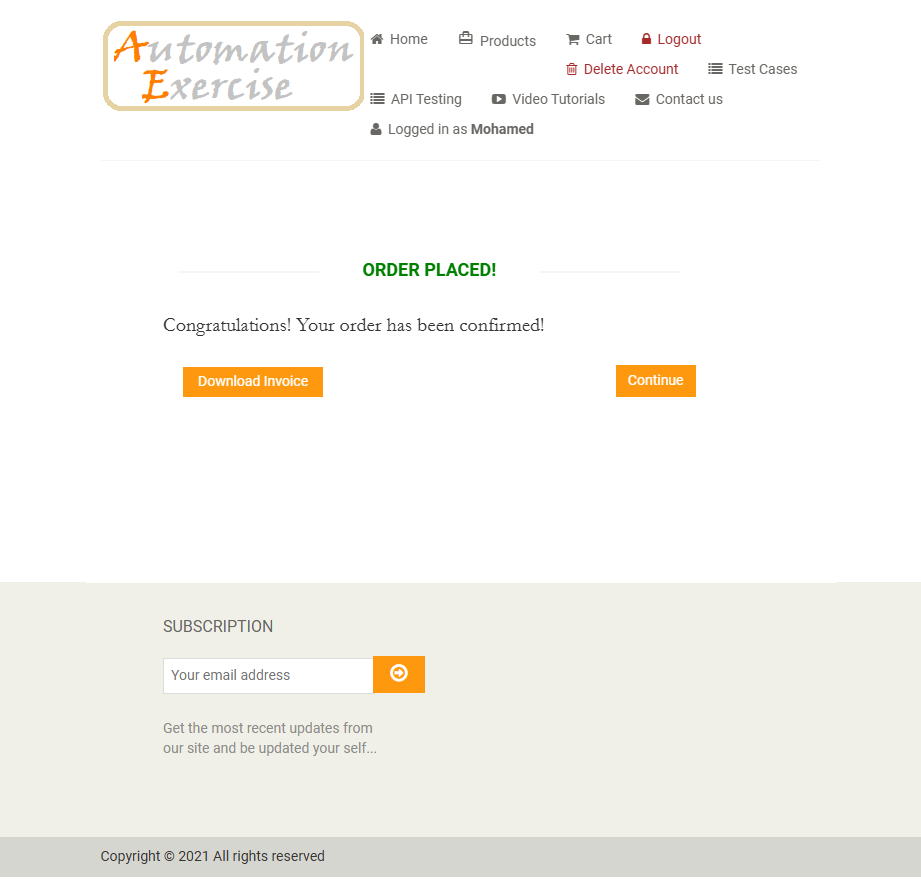 Automation
Exercise
Home Products Cart Logout
Delete Account Test Cases
API Testing Video Tutorials Contact us
Logged in as Mohamed
ORDER PLACED!
Congratulations! Your order has been confirmed!
Download Invoice Continue
SUBSCRIPTION
Your email address
Get the most recent updates from
our site and be updated your self...
Copyright © 2021 All rights reserved